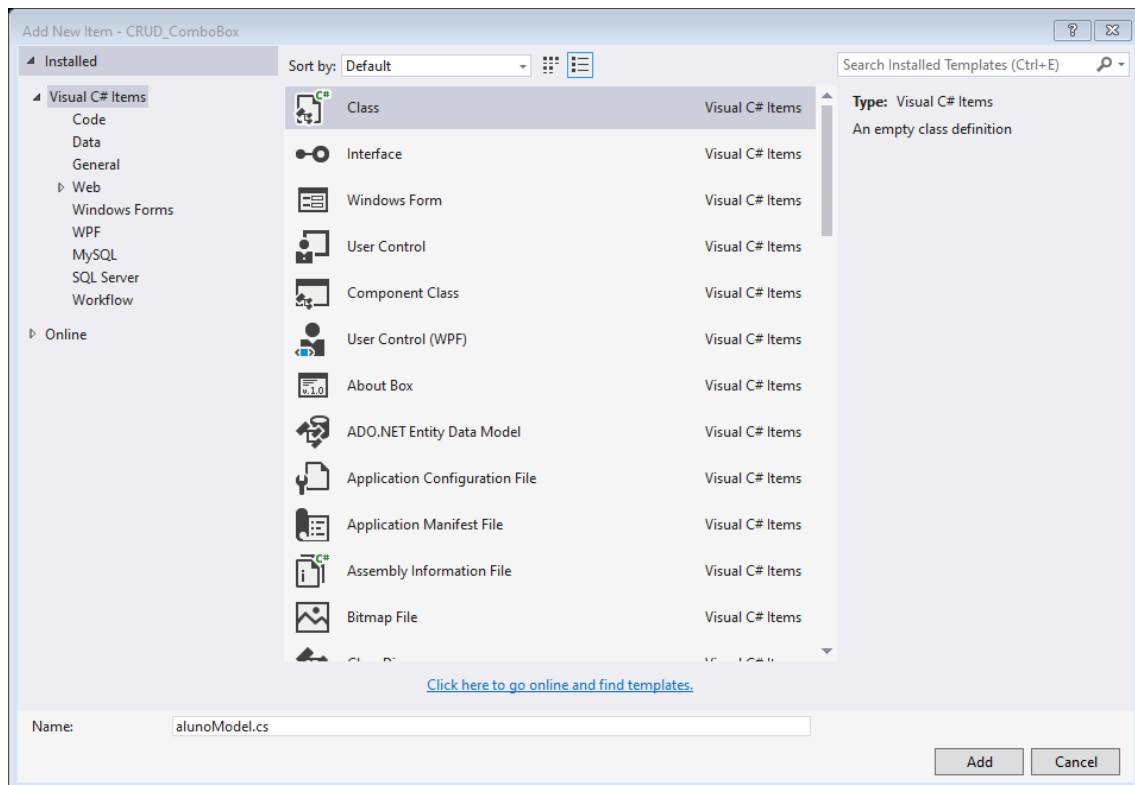 Add New Item - CRUD_ComboBox
Installed
Sort by: Default
Search Installed Templates (Ctrl+E)
Visual C# Items
Code
Data
General
Web
Windows Forms
WPF
MySQL
SQL Server
Workflow
Online
C#
Class Visual C# Items
Interface Visual C# Items
Windows Form Visual C# Items
User Control Visual C# Items
Component Class Visual C# Items
User Control (WPF) Visual C# Items
v.1.0
About Box Visual C# Items
ADO.NET Entity Data Model Visual C# Items
Application Configuration File Visual C# Items
Application Manifest File Visual C# Items
C#
Assembly Information File Visual C# Items
Bitmap File Visual C# Items
Type: Visual C# Items
An empty class definition
Click here to go online and find templates.
Name: alunoModel.cs
Add Cancel